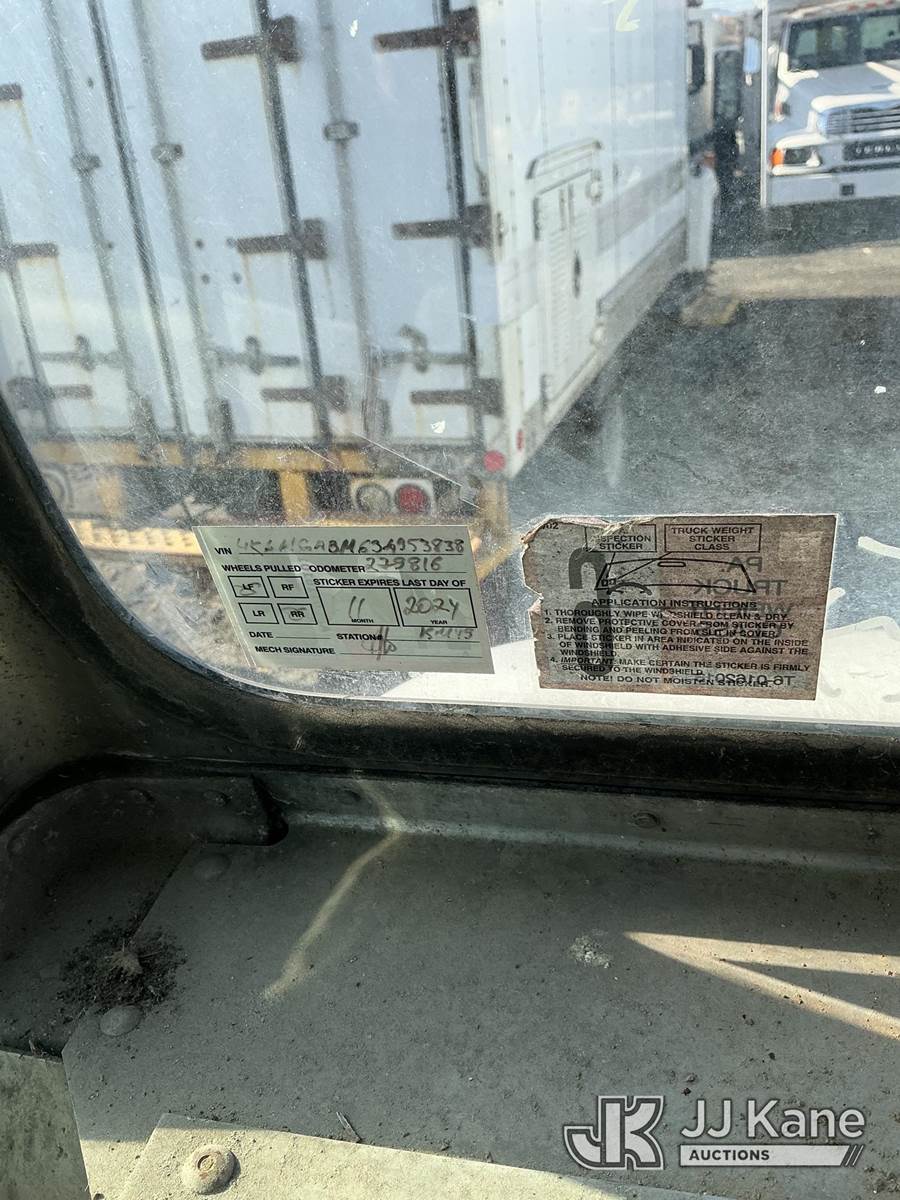 VIN
WHEELS PULLED ODOMETER 279816
LF RF STICKER EXPIRES LAST DAY OF
LR RR 11 2024
MONTH YEAR
DATE STATION#
MECH SIGNATURE
INSPECTION STICKER
TRUCK WEIGHT STICKER CLASS
PA
TRUCK
APPLICATION INSTRUCTIONS
1. THOROUGHLY WIPE WINDSHIELD CLEAN & DRY.
2. REMOVE PROTECTIVE COVER FROM STICKER BY BENDING AND PEELING FROM SLIT IN COVER.
3. PLACE STICKER IN AREA INDICATED ON THE INSIDE OF WINDSHIELD WITH ADHESIVE SIDE AGAINST THE WINDSHIELD.
4. IMPORTANT: MAKE CERTAIN THE STICKER IS FIRMLY SECURED TO THE WINDSHIELD.
NOTE! DO NOT MOISTEN STICKER.
JK JJ Kane
AUCTIONS